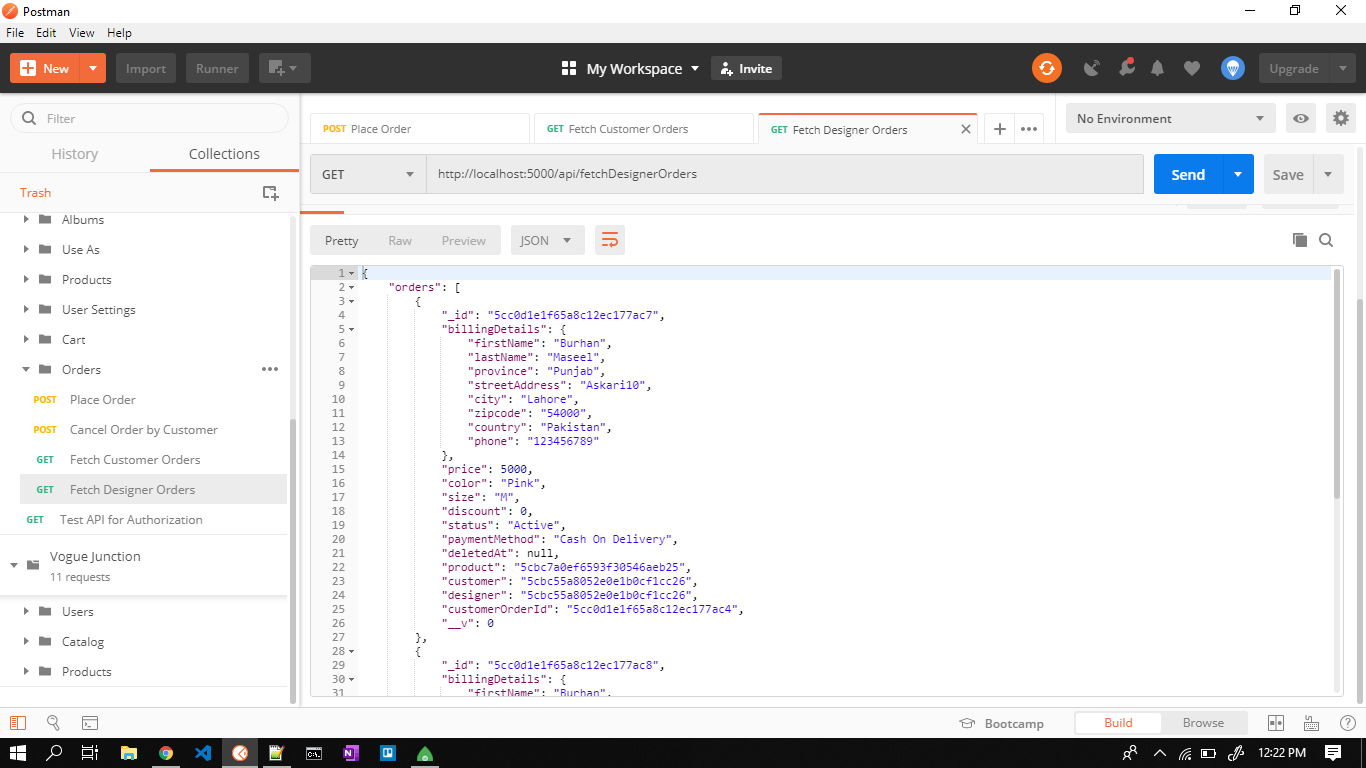 Postman
File Edit View Help
New Import Runner My Workspace Invite Upgrade
Filter
History Collections
Trash
Albums
Use As
Products
User Settings
Cart
Orders
POST Place Order
POST Cancel Order by Customer
GET Fetch Customer Orders
GET Fetch Designer Orders
GET Test API for Authorization
Vogue Junction
11 requests
Users
Catalog
Products
POST Place Order GET Fetch Customer Orders GET Fetch Designer Orders No Environment
GET http://localhost:5000/api/fetchDesignerOrders Send Save
Pretty Raw Preview JSON
1 {
2 "orders": [
3 {
4 "_id": "5cc0d1e1f65a8c12ec177ac7",
5 "billingDetails": {
6 "firstName": "Burhan",
7 "lastName": "Maseel",
8 "province": "Punjab",
9 "streetAddress": "Askari10",
10 "city": "Lahore",
11 "zipcode": "54000",
12 "country": "Pakistan",
13 "phone": "123456789"
14 },
15 "price": 5000,
16 "color": "Pink",
17 "size": "M",
18 "discount": 0,
19 "status": "Active",
20 "paymentMethod": "Cash On Delivery",
21 "deletedAt": null,
22 "product": "5cbc7a0ef6593f30546aeb25",
23 "customer": "5cbc55a8052e0e1b0cf1cc26",
24 "designer": "5cbc55a8052e0e1b0cf1cc26",
25 "customerOrderId": "5cc0d1e1f65a8c12ec177ac4",
26 "__v": 0
27 },
28 {
29 "_id": "5cc0d1e1f65a8c12ec177ac8",
30 "billingDetails": {
31 "firstName": "Burhan",
Bootcamp Build Browse
12:22 PM